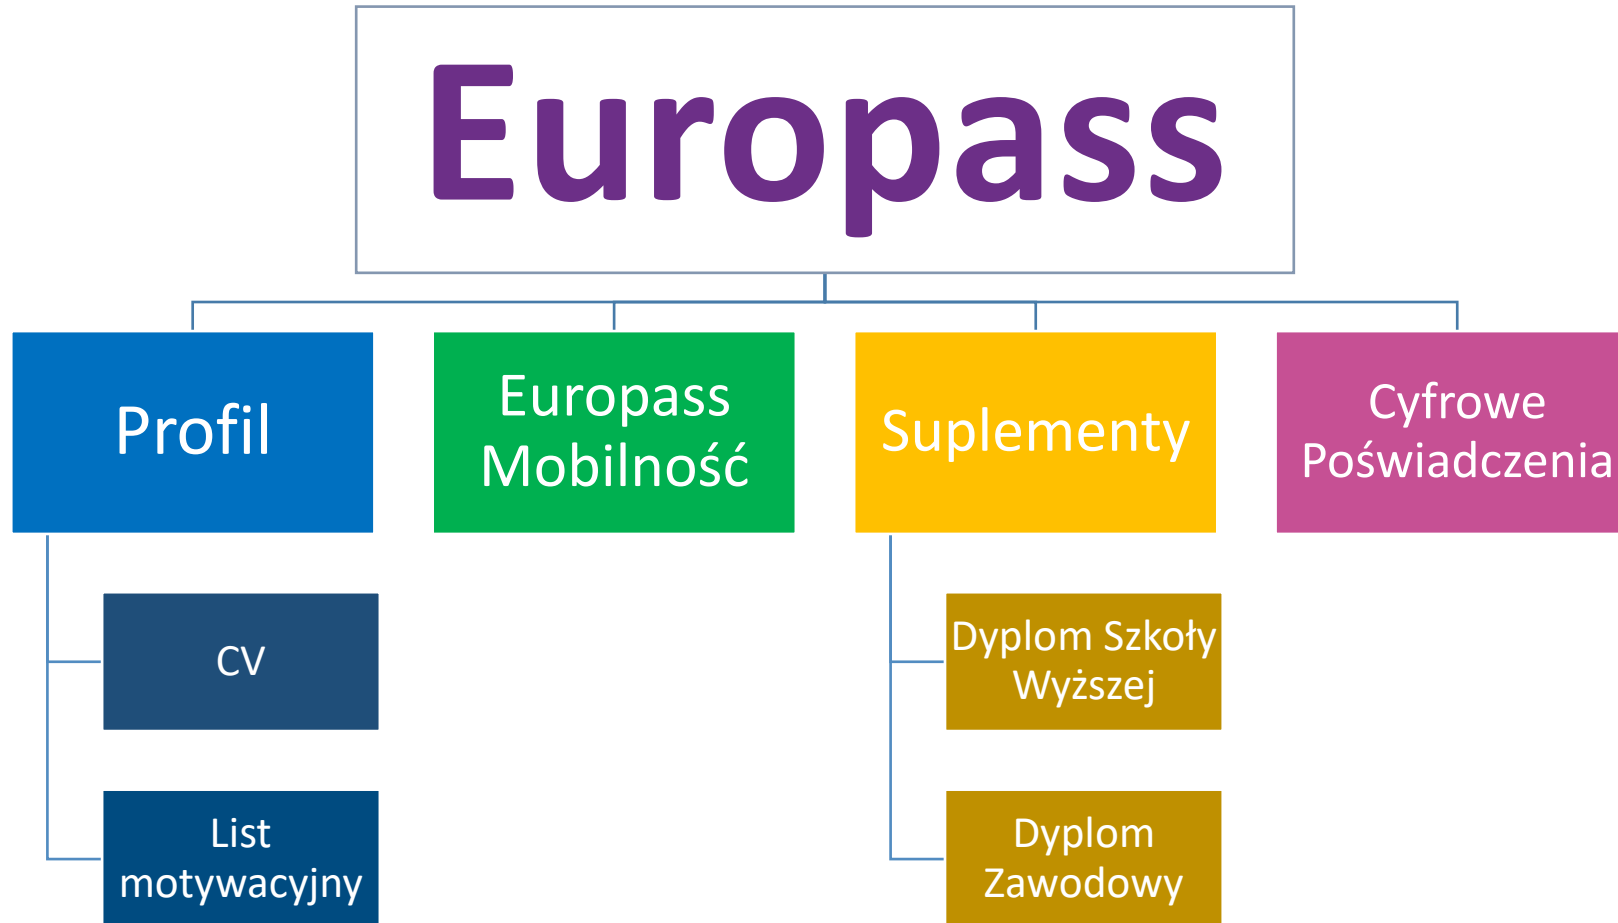 Europass
Profil
Europass
Mobilność
Suplementy
Cyfrowe
Poświadczenia
CV
List
motywacyjny
Dyplom Szkoły
Wyższej
Dyplom
Zawodowy